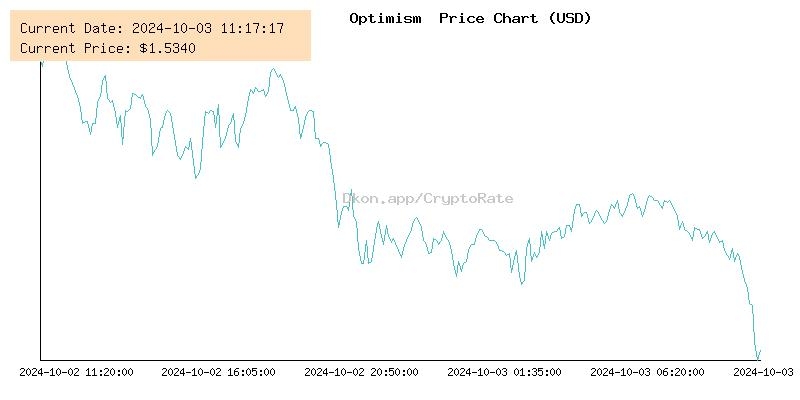 Optimism Price Chart (USD)
Current Date: 2024-10-03 11:17:17
Current Price: $1.5340
Dkon.app/CryptoRate
2024-10-02 11:20:00 2024-10-02 16:05:00 2024-10-02 20:50:00 2024-10-03 01:35:00 2024-10-03 06:20:00 2024-10-03